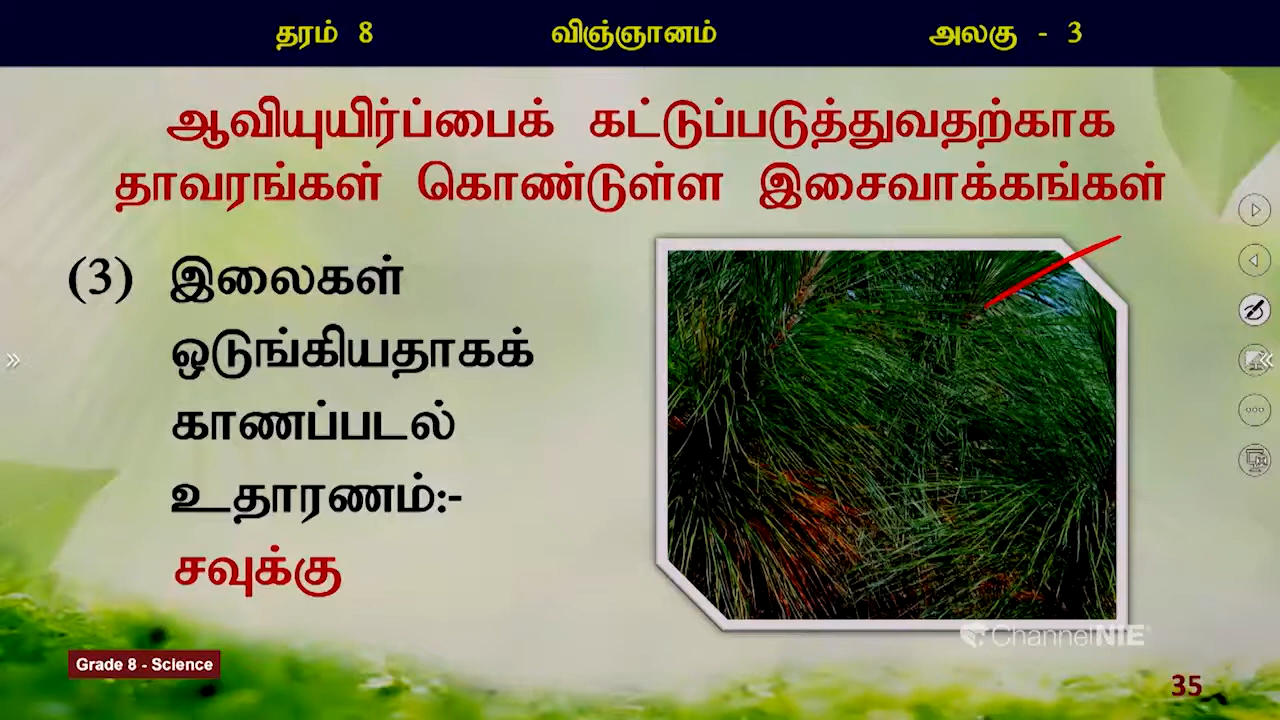 தரம் 8 விஞ்ஞானம் அலகு - 3
ஆவியுயிர்ப்பைக் கட்டுப்படுத்துவதற்காக
தாவரங்கள் கொண்டுள்ள இசைவாக்கங்கள்
(3) இலைகள்
ஒடுங்கியதாகக்
காணப்படல்
உதாரணம்:-
சவுக்கு
ChannelNIE
Grade 8 - Science
35